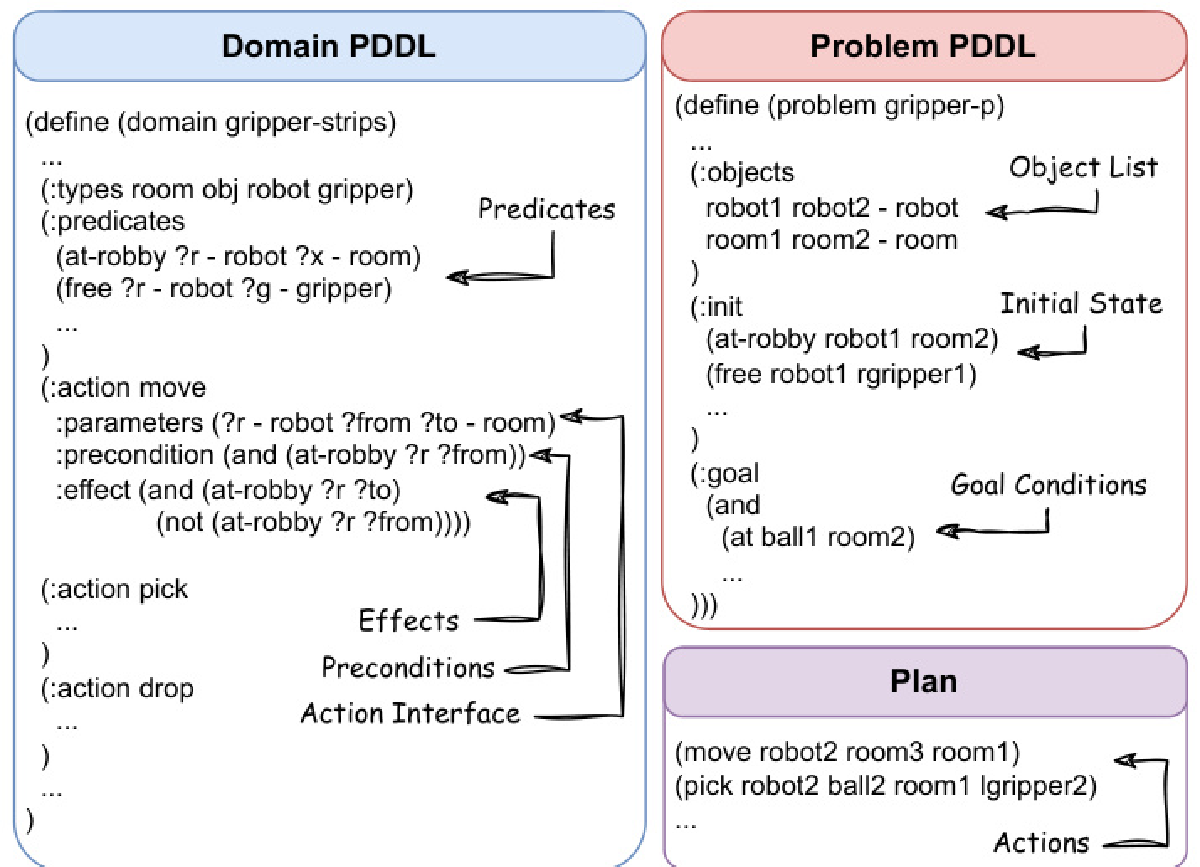 Domain PDDL
(define (domain gripper-strips)
...
(:types room obj robot gripper)
(:predicates
Predicates
(at-robby ?r - robot ?x - room)
(free ?r - robot ?g - gripper)
...
)
(:action move
:parameters (?r - robot ?from ?to - room)
:precondition (and (at-robby ?r ?from))
:effect (and (at-robby ?r ?to)
(not (at-robby ?r ?from))))
(:action pick
...
Effects
)
Preconditions
(:action drop
Action Interface
...
)
...
)
Problem PDDL
(define (problem gripper-p)
...
(:objects
Object List
robot1 robot2 - robot
room1 room2 - room
)
(:init
Initial State
(at-robby robot1 room2)
(free robot1 rgripper1)
...
)
(:goal
Goal Conditions
(and
(at ball1 room2)
...
)))
Plan
(move robot2 room3 room1)
(pick robot2 ball2 room1 lgripper2)
...
Actions